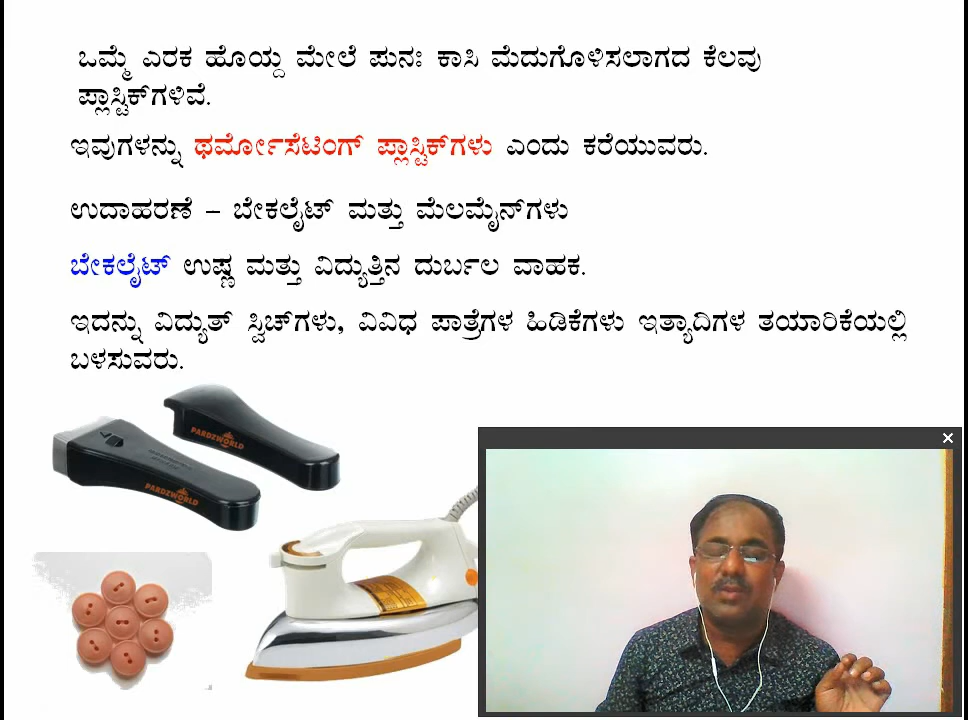 ಒಮ್ಮೆ ಎರಕ ಹೊಯ್ದ ಮೇಲೆ ಪುನಃ ಕಾಸಿ ಮೆದುಗೊಳಿಸಲಾಗದ ಕೆಲವು
ಪ್ಲಾಸ್ಟಿಕ್‌ಗಳಿವೆ.
ಇವುಗಳನ್ನು ಥರ್ಮೋಸೆಟಿಂಗ್ ಪ್ಲಾಸ್ಟಿಕ್‌ಗಳು ಎಂದು ಕರೆಯುವರು.
ಉದಾಹರಣೆ – ಬೇಕಲೈಟ್ ಮತ್ತು ಮೆಲಮೈನ್‌ಗಳು
ಬೇಕಲೈಟ್ ಉಷ್ಣ ಮತ್ತು ವಿದ್ಯುತ್ತಿನ ದುರ್ಬಲ ವಾಹಕ.
ಇದನ್ನು ವಿದ್ಯುತ್ ಸ್ವಿಚ್‌ಗಳು, ವಿವಿಧ ಪಾತ್ರೆಗಳ ಹಿಡಿಕೆಗಳು ಇತ್ಯಾದಿಗಳ ತಯಾರಿಕೆಯಲ್ಲಿ
ಬಳಸುವರು.
PARDZWORLD
PARDZWORLD